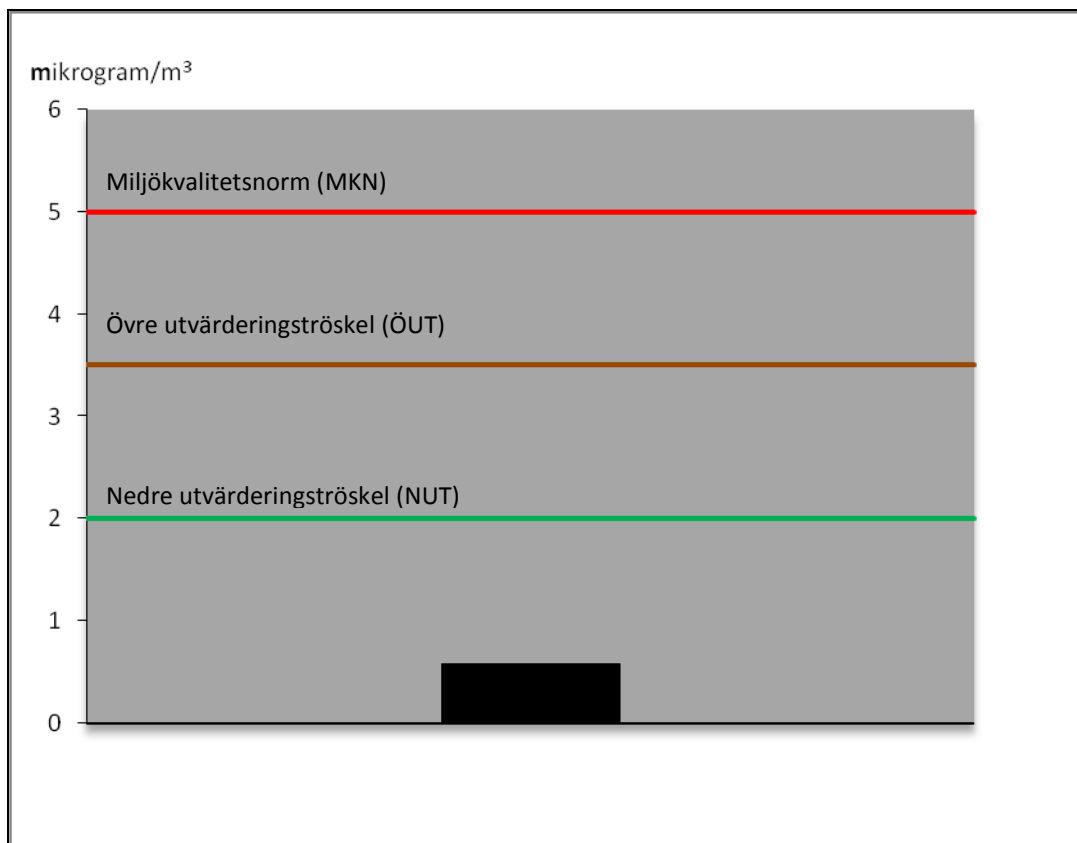 mikrogram/m³
6
Miljökvalitetsnorm (MKN)
5
4
Övre utvärderingströskel (ÖUT)
3
Nedre utvärderingströskel (NUT)
2
1
0